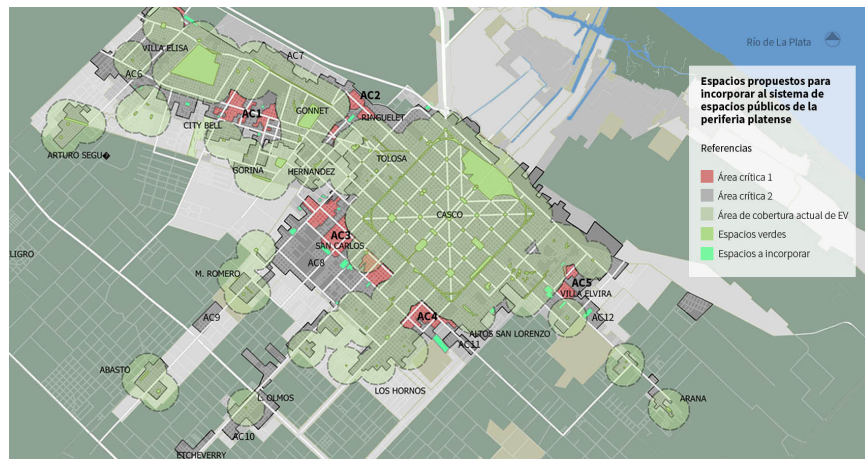 Río de La Plata
Espacios propuestos para
incorporar al sistema de
espacios públicos de la
periferia platense
Referencias
Área crítica 1
Área crítica 2
Área de cobertura actual de EV
Espacios verdes
Espacios a incorporar
VILLA ELISA
AC7
AC6
AC2
AC1
GONNET
RINGUELET
CITY BELL
ARTURO SEGU�
TOLOSA
GORINA
HERNANDEZ
CASCO
AC3
SAN CARLOS
LIGRO
AC8
M. ROMERO
AC5
VILLA ELVIRA
AC9
AC4
AC12
ALTOS SAN LORENZO
AC11
ABASTO
LOS HORNOS
L. OLMOS
ARANA
AC10
ETCHEVERRY